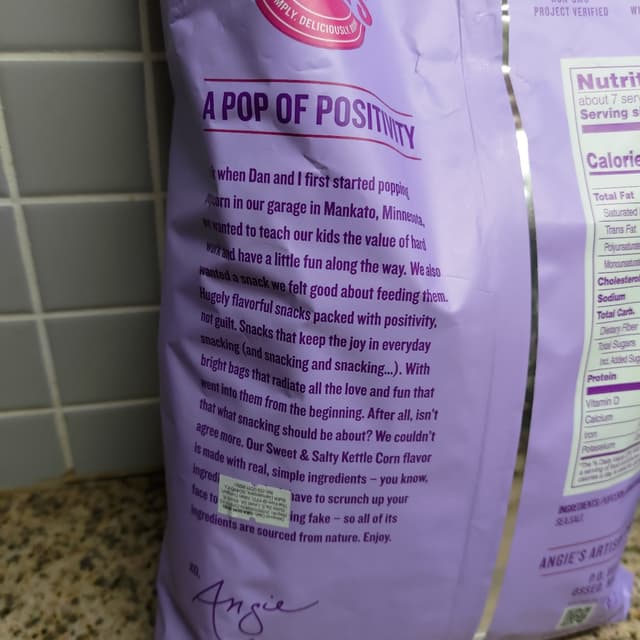 SIMPLY, DELICIOUSLY
A POP OF POSITIVITY
when Dan and I first started popping
in our garage in Mankato, Minnesota,
wanted to teach our kids the value of hard
work and have a little fun along the way. We also
wanted a snack we felt good about feeding them.
Hugely flavorful snacks packed with positivity,
not guilt. Snacks that keep the joy in everyday
snacking (and snacking and snacking...). With
bright bags that radiate all the love and fun that
went into them from the beginning. After all, isn't
that what snacking should be about? We couldn't
agree more. Our Sweet & Salty Kettle Corn flavor
is made with real, simple ingredients – you know,
have to scrunch up your
face to fake – so all of its
ingredients are sourced from nature. Enjoy.
XO,
Angie
PROJECT VERIFIED
about 7
Calorie
Total Fat
Saturated
Trans Fat
Cholesterol
Sodium
Total Carb.
Dietary Fiber
Total Sugars
Incl. Added
Protein
Vitamin D
Calcium
Iron
Potassium
INGREDIENTS:
SEA SALT.
ANGIE'S